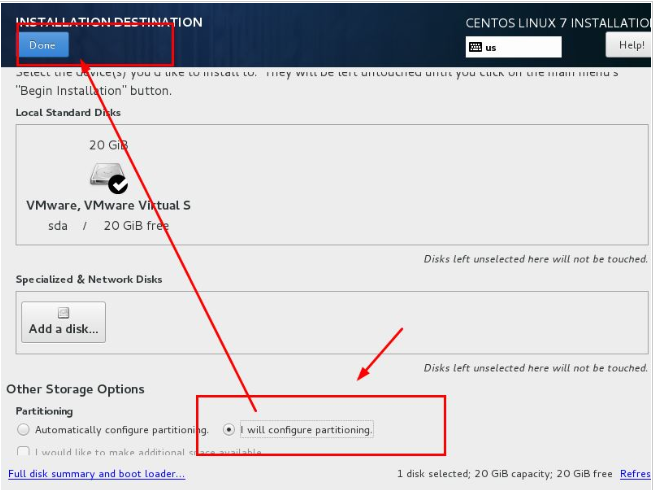 INSTALLATION DESTINATION
CENTOS LINUX 7 INSTALLATIO
Done
us
Help!
Select the device(s) you'd like to install to. They will be left untouched until you click on the main menu's
"Begin Installation" button.
Local Standard Disks
20 GiB
VMware, VMware Virtual S
sda / 20 GiB free
Disks left unselected here will not be touched.
Specialized & Network Disks
Add a disk...
Disks left unselected here will not be touched.
Other Storage Options
Partitioning
Automatically configure partitioning. I will configure partitioning.
I would like to make additional space available.
Full disk summary and boot loader...
1 disk selected; 20 GiB capacity; 20 GiB free Refres